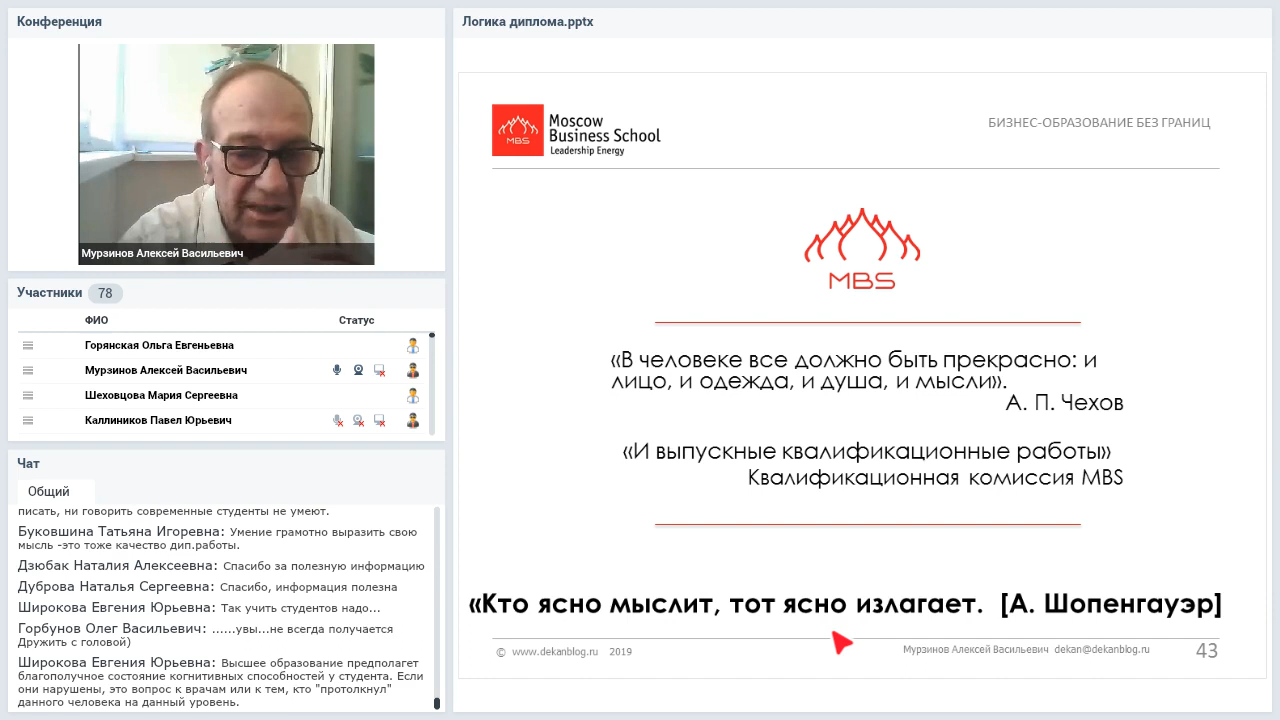 Конференция
Мурзинов Алексей Васильевич
Участники 78
ФИО Статус
Горянская Ольга Евгеньевна
Мурзинов Алексей Васильевич
Шеховцова Мария Сергеевна
Каллиников Павел Юрьевич
Чат
Общий
писать, ни говорить современные студенты не умеют.
Буковшина Татьяна Игоревна: Умение грамотно выразить свою
мысль -это тоже качество дип.работы.
Дзюбак Наталия Алексеевна: Спасибо за полезную информацию
Дуброва Наталья Сергеевна: Спасибо, информация полезна
Широкова Евгения Юрьевна: Так учить студентов надо...
Горбунов Олег Васильевич: ......увы...не всегда получается
Дружить с головой)
Широкова Евгения Юрьевна: Высшее образование предполагет
благополучное состояние когнитивных способностей у студента. Если
они нарушены, это вопрос к врачам или к тем, кто "протолкнул"
данного человека на данный уровень.
Логика диплома.pptx
MBS
Moscow
Business School
Leadership Energy
БИЗНЕС-ОБРАЗОВАНИЕ БЕЗ ГРАНИЦ
MBS
«В человеке все должно быть прекрасно: и
лицо, и одежда, и душа, и мысли».
А. П. Чехов
«И выпускные квалификационные работы»
Квалификационная комиссия MBS
«Кто ясно мыслит, тот ясно излагает. [А. Шопенгауэр]
© www.dekanblog.ru 2019
Мурзинов Алексей Васильевич dekan@dekanblog.ru
43